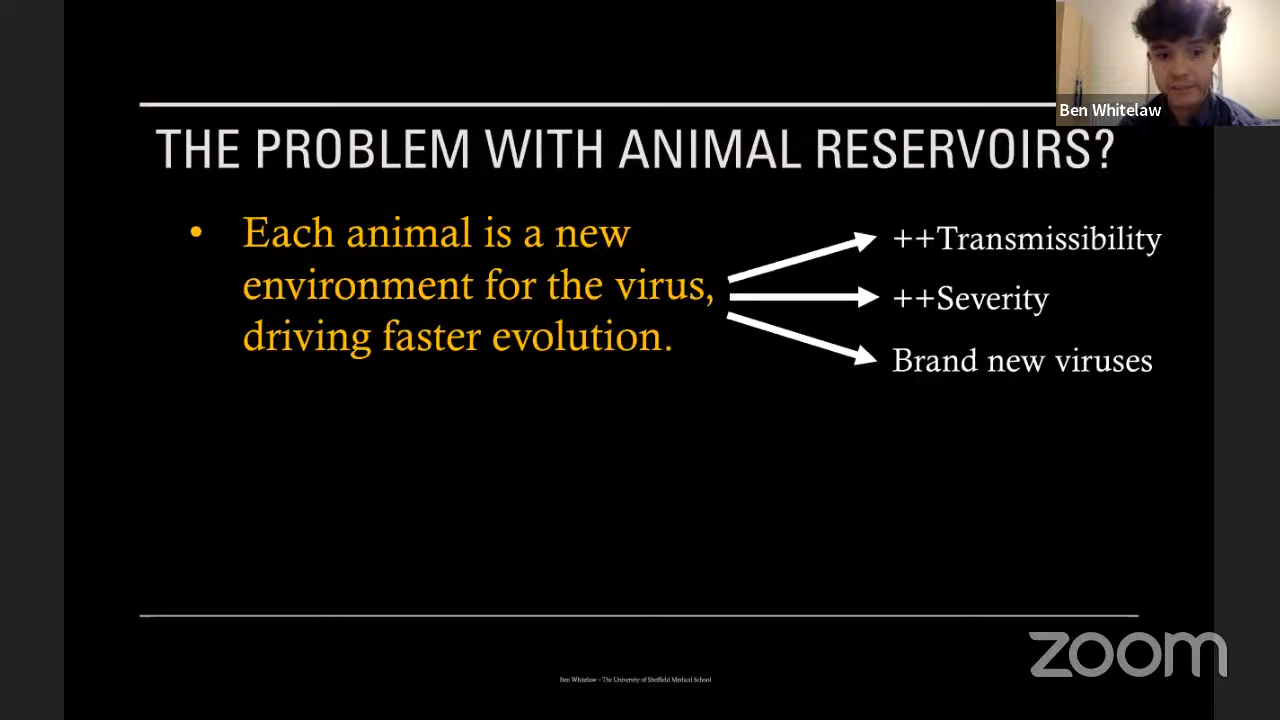 Ben Whitelaw
THE PROBLEM WITH ANIMAL RESERVOIRS?
• Each animal is a new
environment for the virus,
driving faster evolution.
++Transmissibility
++Severity
Brand new viruses
zoom
Ben Whitelaw – The University of Sheffield Medical School